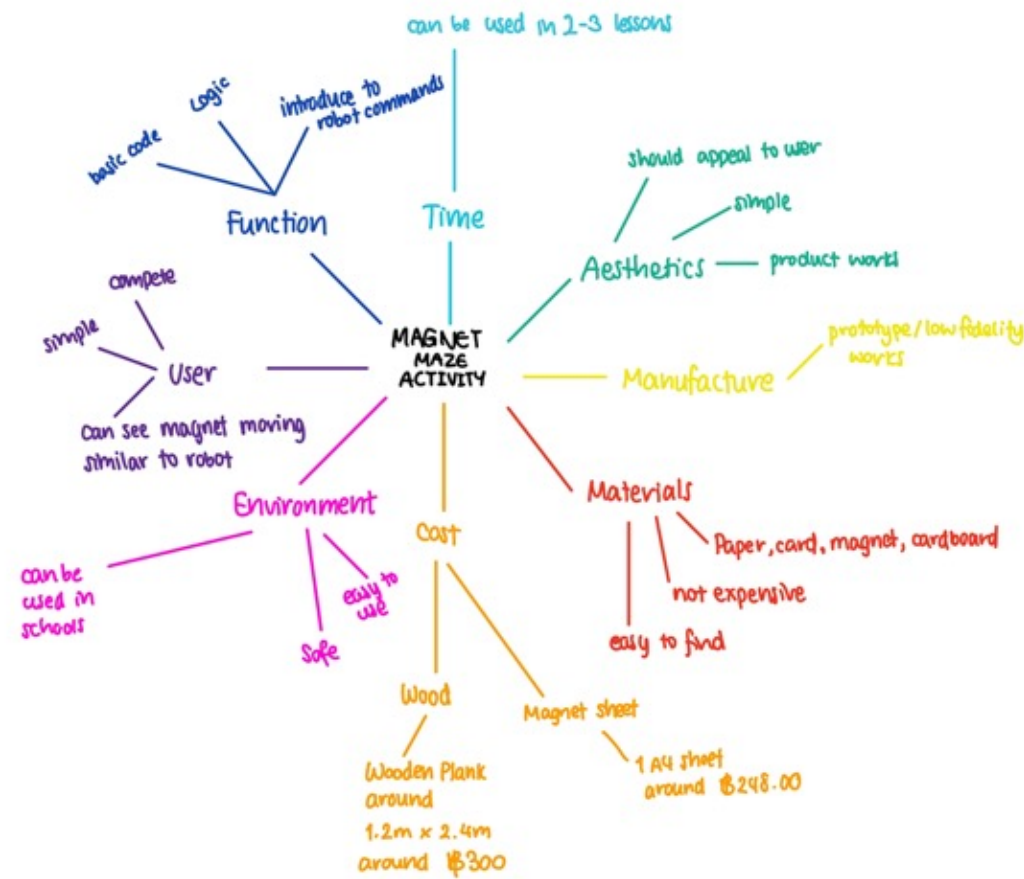 can be used in 2-3 lessons
Logic
introduce to
robot commands
basic code
Function
Time
should appeal to user
simple
Aesthetics
product works
compete
simple
User
can see magnet moving
similar to robot
MAGNET
MAZE
ACTIVITY
Manufacture
prototype/low fidelity
works
Environment
can be
used in
schools
safe
easy to
use
Cost
Materials
Paper, card, magnet, cardboard
not expensive
easy to find
Wood
Wooden Plank
around
1.2m x 2.4m
around ฿300
Magnet sheet
1 A4 sheet
around ฿248.00